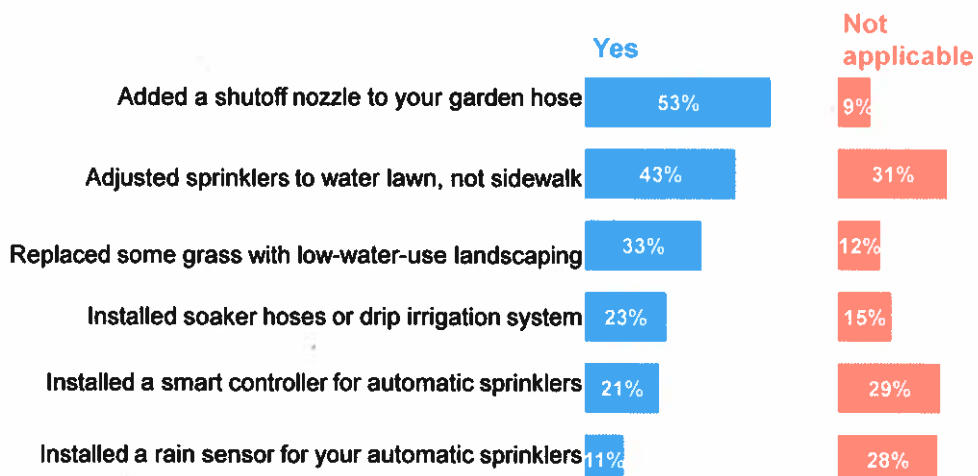 Yes
Not
applicable
Added a shutoff nozzle to your garden hose 53% 9%
Adjusted sprinklers to water lawn, not sidewalk 43% 31%
Replaced some grass with low-water-use landscaping 33% 12%
Installed soaker hoses or drip irrigation system 23% 15%
Installed a smart controller for automatic sprinklers 21% 29%
Installed a rain sensor for your automatic sprinklers 11% 28%